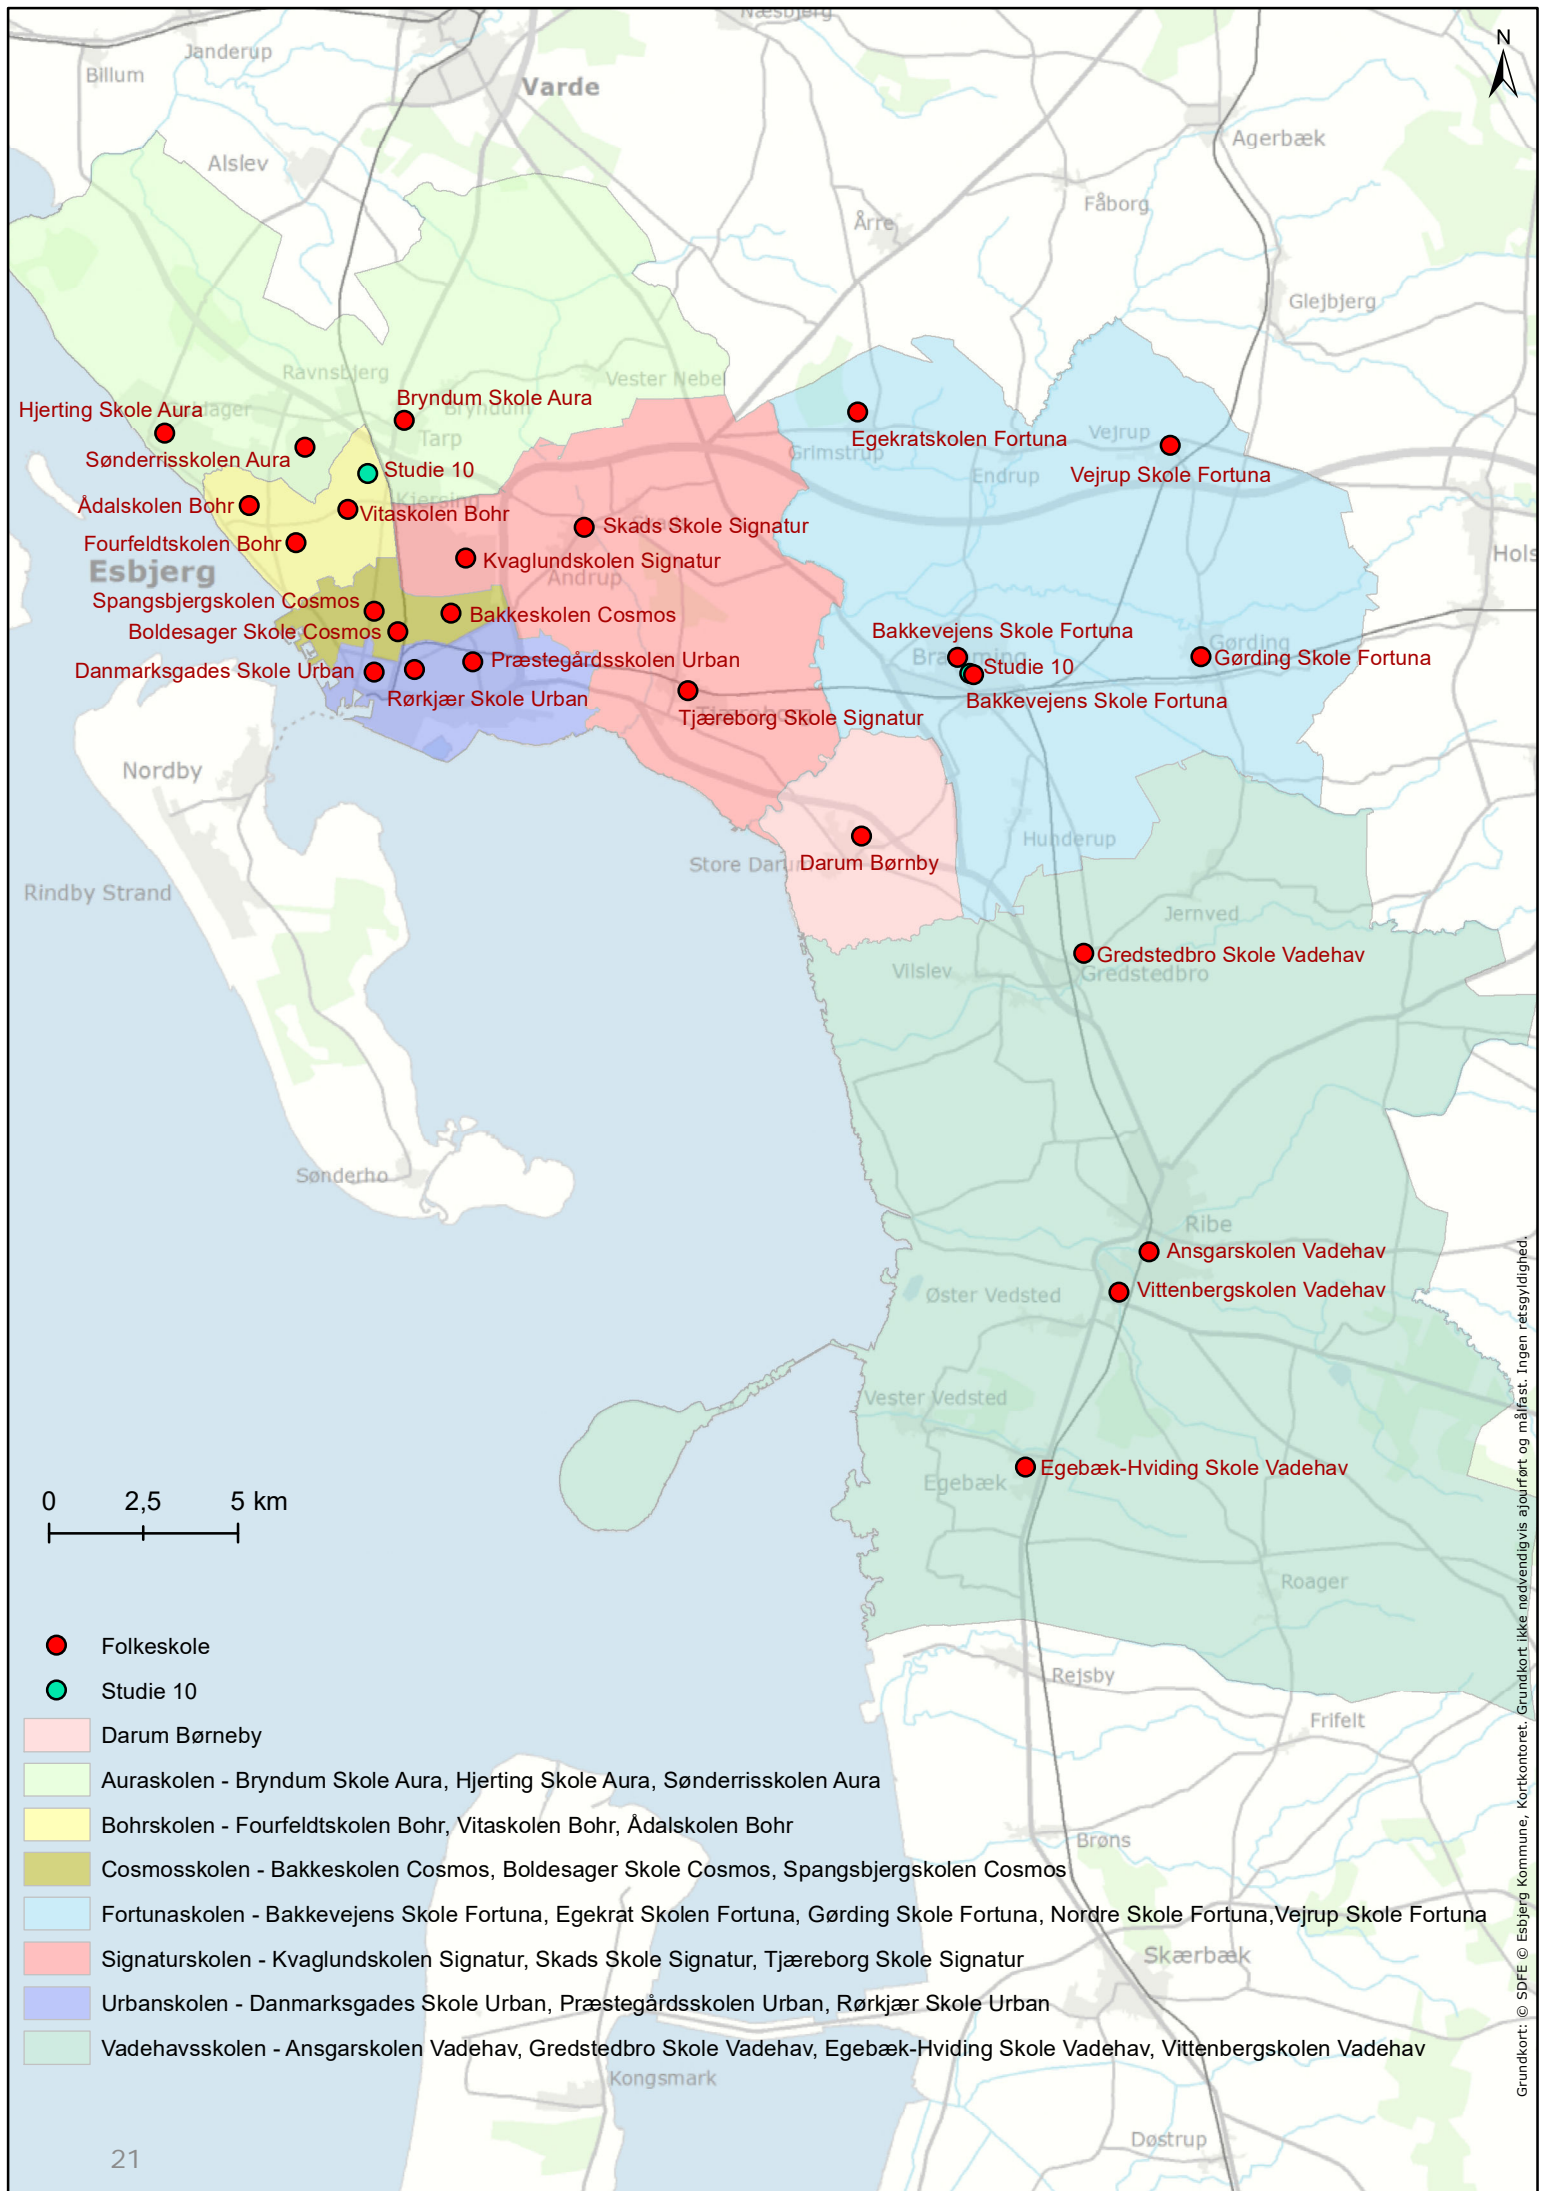 Næsbjerg
N
Janderup
Billum
Varde
Agerbæk
Alslev
Fåborg
Årre
Glejbjerg
Ravnsbjerg
Vester Nebel
Bryndum Skole Aura
Bryndum
Hjerting Skole Aura
Tarp
Egekratskolen Fortuna
Vejrup
Grimstrup
Sønderrisskolen Aura
Studie 10
Endrup
Vejrup Skole Fortuna
Kjersing
Ådalskolen Bohr
Vitaskolen Bohr
Skads Skole Signatur
Fourfeldtskolen Bohr
Kvaglundskolen Signatur
Hols
Esbjerg
Andrup
Spangsbjergskolen Cosmos
Bakkeskolen Cosmos
Boldesager Skole Cosmos
Bakkevejens Skole Fortuna
Gørding
Gørding Skole Fortuna
Præstegårdsskolen Urban
Studie 10
Danmarksgades Skole Urban
Rørkjær Skole Urban
Bakkevejens Skole Fortuna
Tjæreborg Skole Signatur
Nordby
Hunderup
Store Darum
Darum Børnby
Rindby Strand
Jernved
Gredstedbro Skole Vadehav
Vilslev
Gredstedbro
Sønderho
Ribe
Ansgarskolen Vadehav
Vittenbergskolen Vadehav
Øster Vedsted
Vester Vedsted
Egebæk-Hviding Skole Vadehav
Egebæk
0 2,5 5 km
Roager
Folkeskole
Rejsby
Studie 10
Frifelt
Darum Børneby
Auraskolen - Bryndum Skole Aura, Hjerting Skole Aura, Sønderrisskolen Aura
Bohrskolen - Fourfeldtskolen Bohr, Vitaskolen Bohr, Ådalskolen Bohr
Brøns
Cosmosskolen - Bakkeskolen Cosmos, Boldesager Skole Cosmos, Spangsbjergskolen Cosmos
Fortunaskolen - Bakkevejens Skole Fortuna, Egekrat Skolen Fortuna, Gørding Skole Fortuna, Nordre Skole Fortuna,Vejrup Skole Fortuna
Signaturskolen - Kvaglundskolen Signatur, Skads Skole Signatur, Tjæreborg Skole Signatur
Skærbæk
Urbanskolen - Danmarksgades Skole Urban, Præstegårdsskolen Urban, Rørkjær Skole Urban
Vadehavsskolen - Ansgarskolen Vadehav, Gredstedbro Skole Vadehav, Egebæk-Hviding Skole Vadehav, Vittenbergskolen Vadehav
Kongsmark
Døstrup
21
Grundkort: © SDFE © Esbjerg Kommune, Kortkontoret. Grundkort ikke nødvendigvis ajourført og målfast. Ingen retsgyldighed.